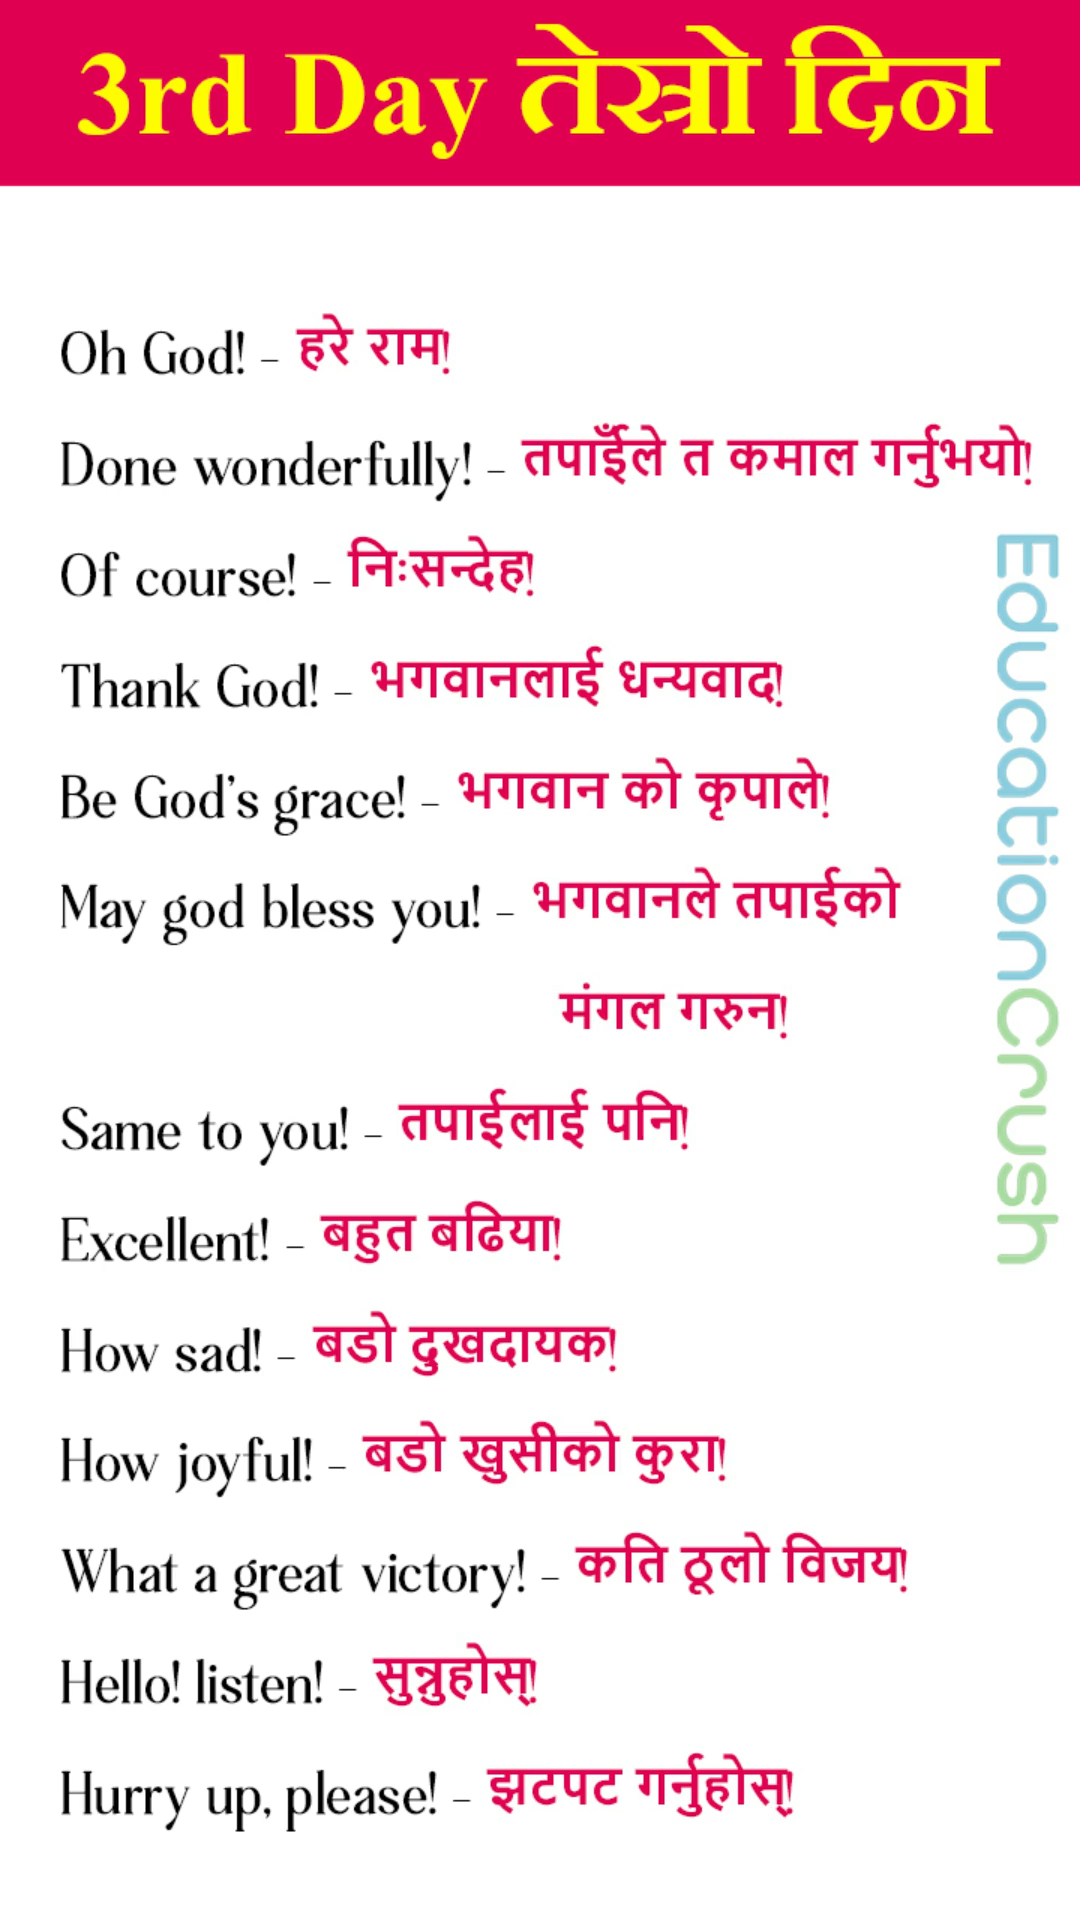 3rd Day तेस्रो दिन
Oh God! – हरे राम!
Done wonderfully! – तपाइँले त कमाल गर्नुभयो!
Of course! – निःसन्देह!
Thank God! – भगवानलाई धन्यवाद!
Be God's grace! – भगवान को कृपाले!
May god bless you! – भगवानले तपाईको
मंगल गरुन!
Same to you! – तपाईलाई पनि!
Excellent! – बहुत बढिया!
How sad! – बडो दुखदायक!
How joyful! – बडो खुसीको कुरा!
What a great victory! – कति ठूलो विजय!
Hello! listen! – सुन्नुहोस्!
Hurry up, please! – झटपट गर्नुहोस्!
EducationCrush